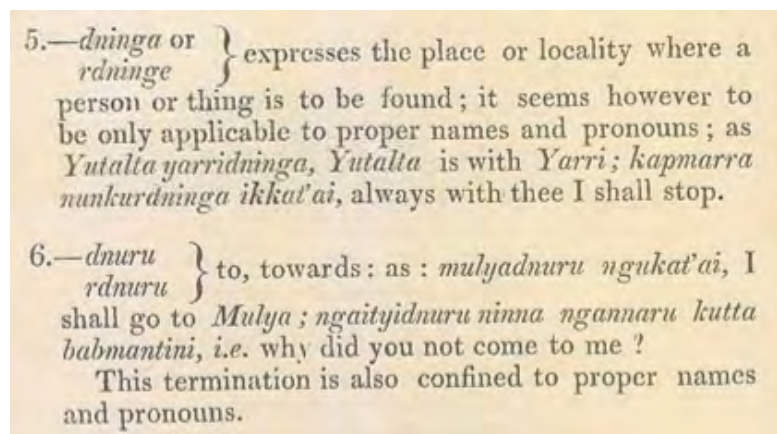 5.—dninga or } expresses the place or locality where a
rdninge
person or thing is to be found; it seems however to
be only applicable to proper names and pronouns; as
Yutalta yarridninga, Yutalta is with Yarri; kapmarra
nunkurdninga ikkat'ai, always with thee I shall stop.
6.—dnuru } to, towards: as: mulyadnuru ngukat'ai, I
rdnuru
shall go to Mulya; ngaityidnuru ninna ngannaru kutta
babmantini, i.e. why did you not come to me?
This termination is also confined to proper names
and pronouns.